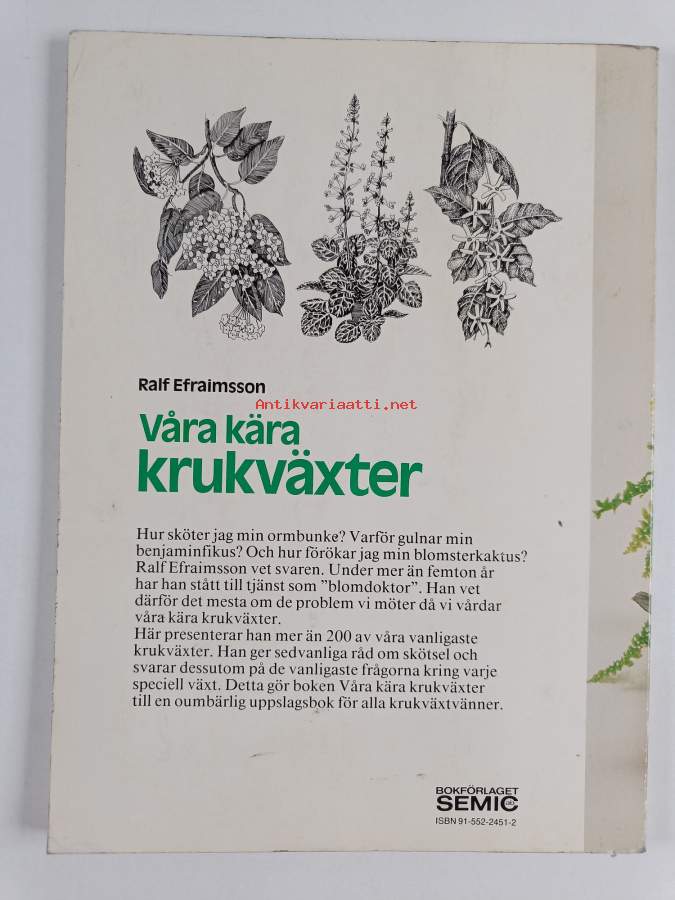 Ralf Efraimsson
Antikvariaatti.net
Våra kära
krukväxter
Hur sköter jag min ormbunke? Varför gulnar min
benjaminfikus? Och hur förökar jag min blomsterkaktus?
Ralf Efraimsson vet svaren. Under mer än femton år
har han stått till tjänst som ”blomdoktor”. Han vet
därför det mesta om de problem vi möter då vi vårdar
våra kära krukväxter.
Här presenterar han mer än 200 av våra vanligaste
krukväxter. Han ger sedvanliga råd om skötsel och
svarar dessutom på de vanligaste frågorna kring varje
speciell växt. Detta gör boken Våra kära krukväxter
till en oumbärlig uppslagsbok för alla krukväxtvänner.
BOKFÖRLAGET
SEMIC ab
ISBN 91-552-2451-2